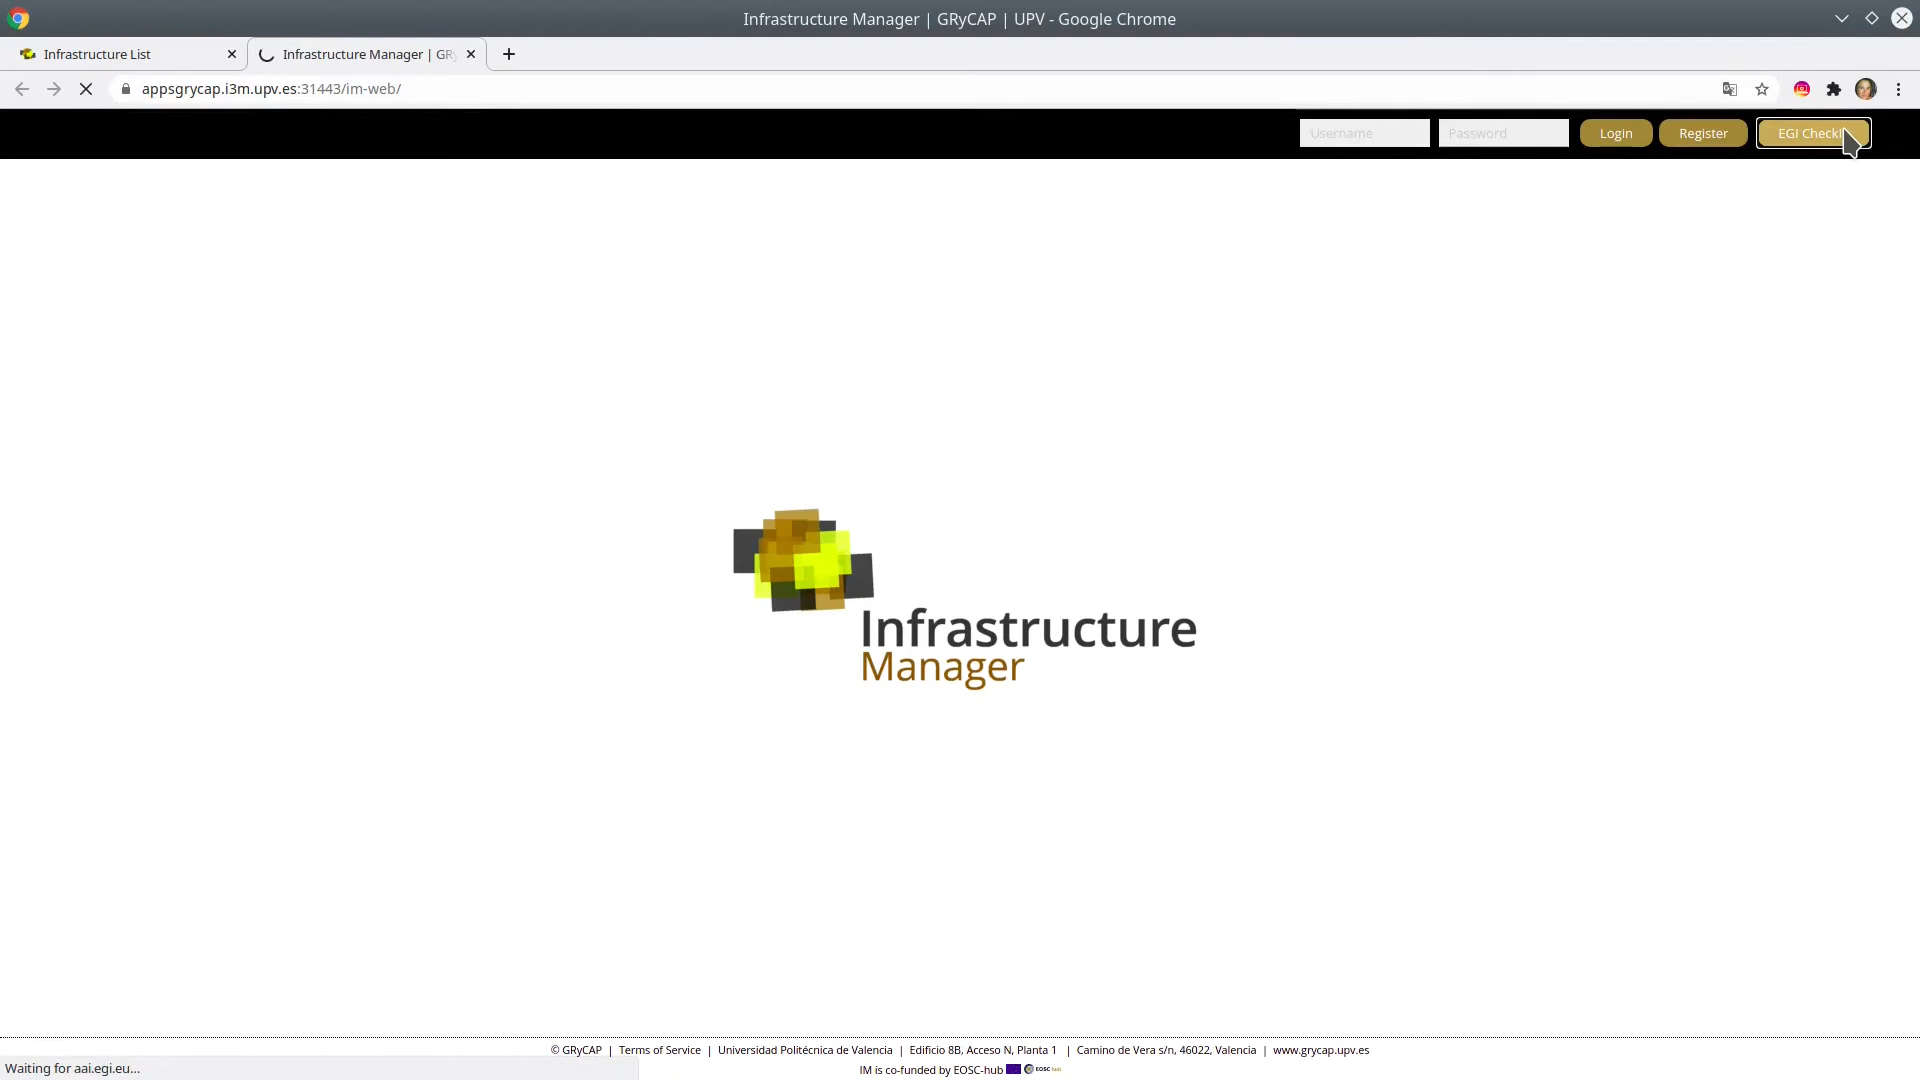 Infrastructure Manager | GRyCAP | UPV - Google Chrome
Infrastructure List
Infrastructure Manager | GRy
appsgrycap.i3m.upv.es:31443/im-web/
Username Password Login Register EGI Check
Infrastructure
Manager
© GRyCAP | Terms of Service | Universidad Politécnica de Valencia | Edificio 8B, Acceso N, Planta 1 | Camino de Vera s/n, 46022, Valencia | www.grycap.upv.es
IM is co-funded by EOSC-hub EOSC hub
Waiting for aai.egi.eu...